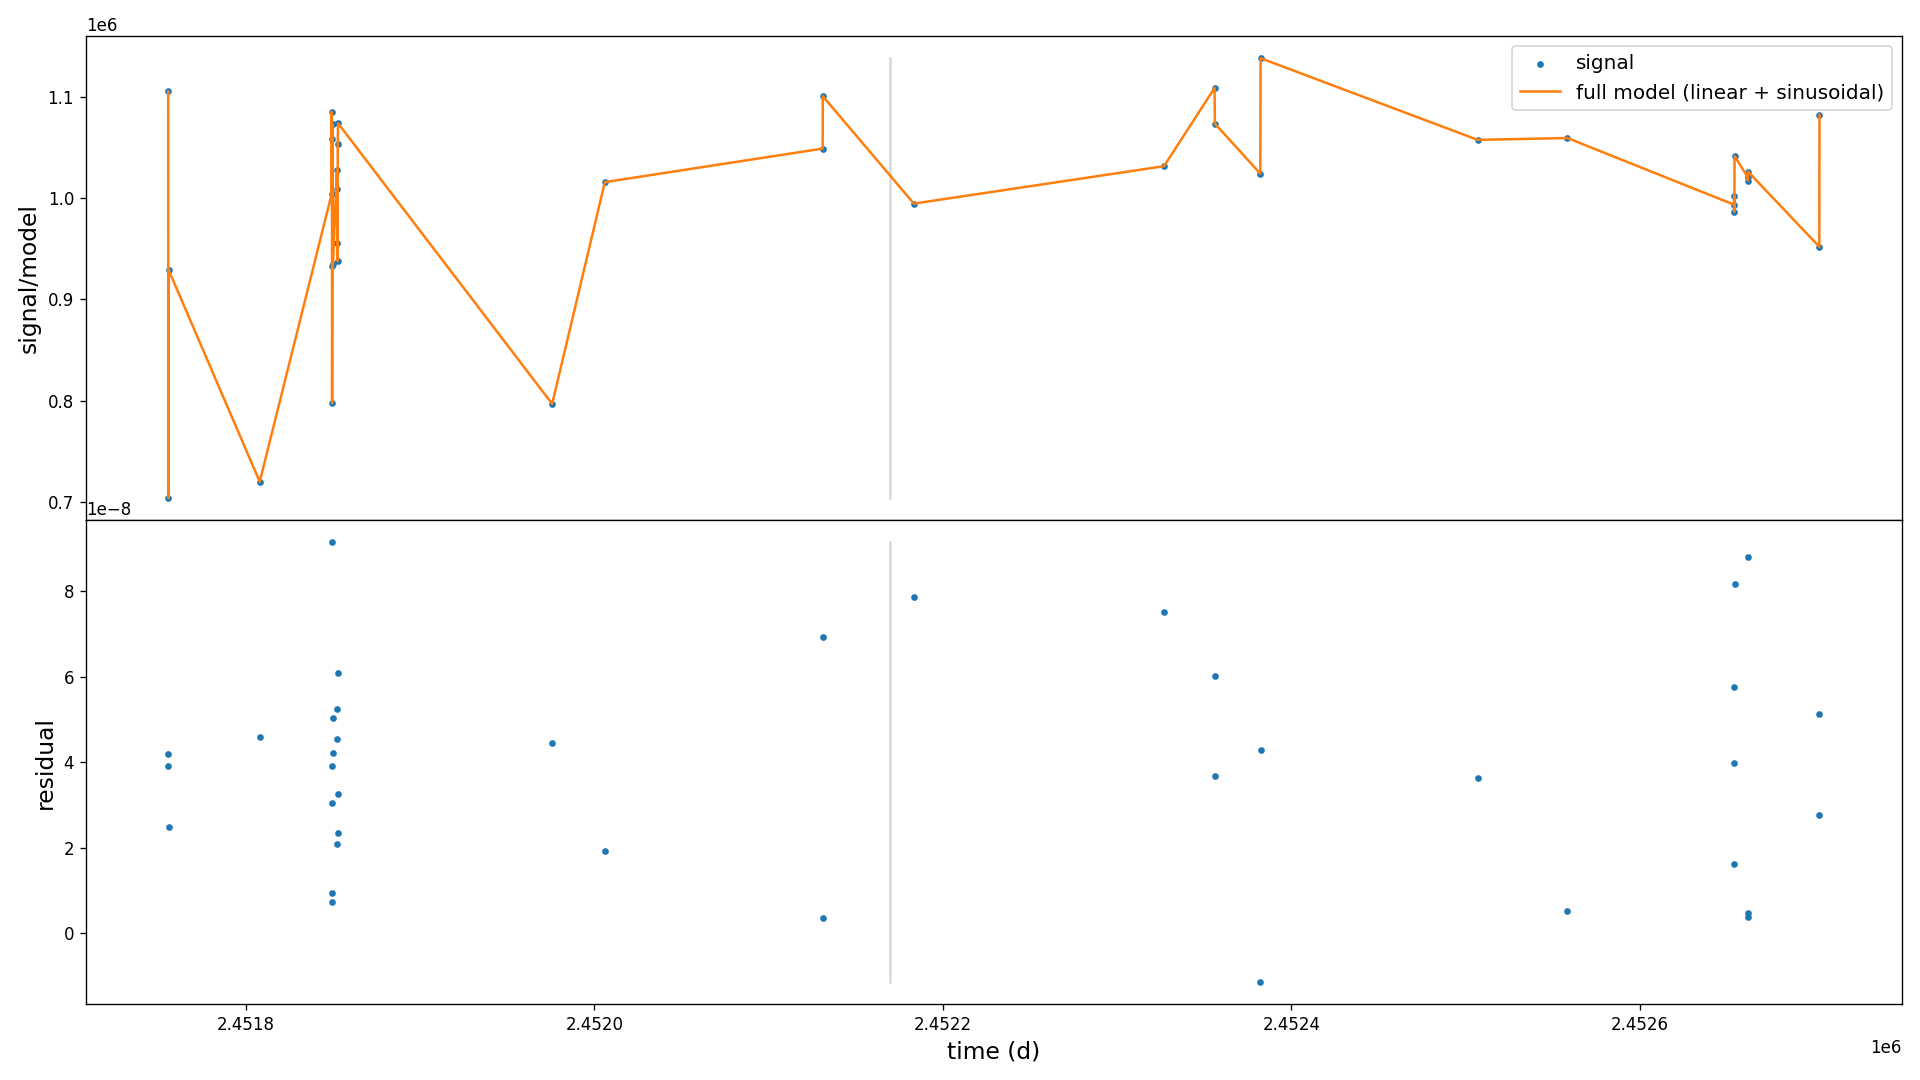 1e6
signal
full model (linear + sinusoidal)
1.1
1.0
0.9
0.8
0.7
signal/model
1e−8
8
6
4
2
0
residual
2.4518
2.4520
2.4522
2.4524
2.4526
time (d)
1e6